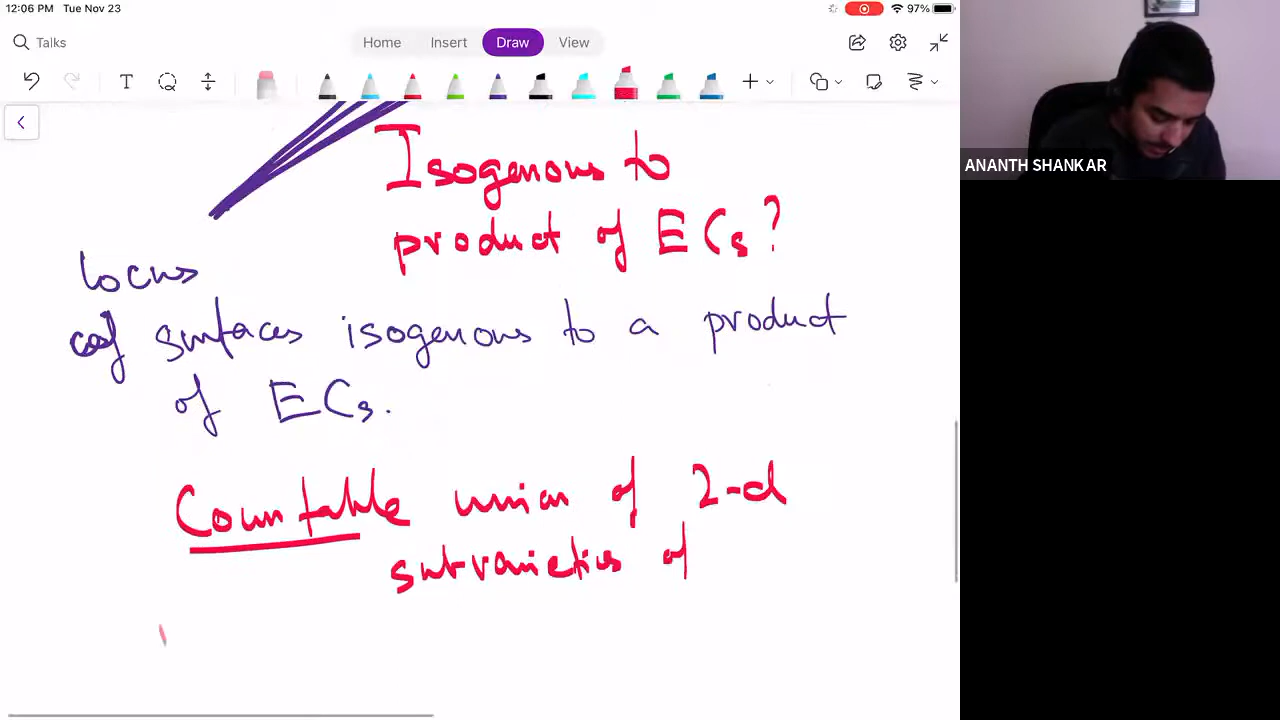 12:06 PM Tue Nov 23
97%
Talks
Home Insert Draw View
T
ANANTH SHANKAR
Isogenous to
product of ECs?
locus
of surfaces isogenous to a product
of ECs.
Countable union of 2-d
subvarieties of